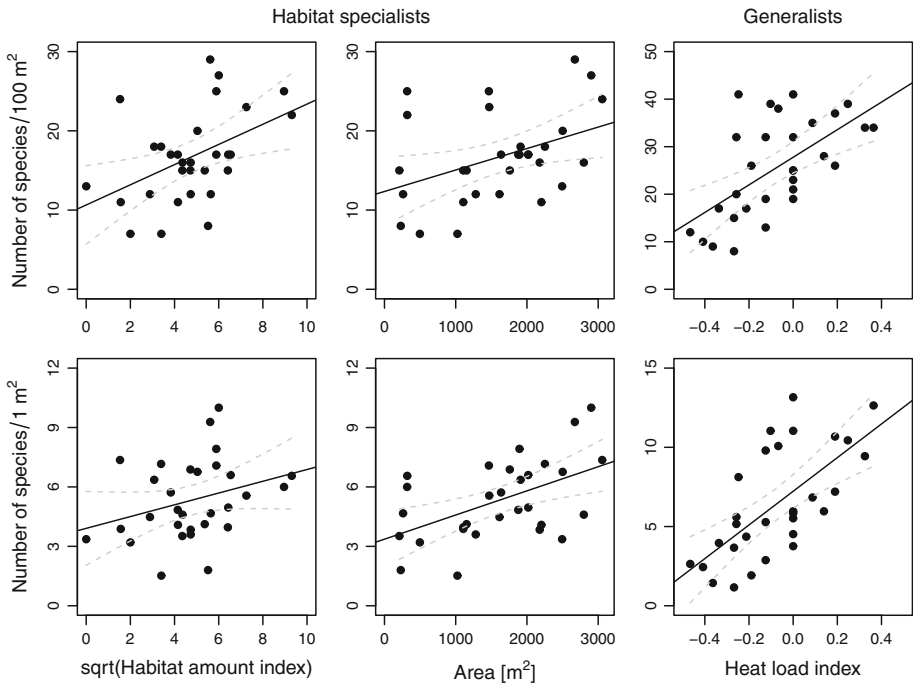 Habitat specialists
Generalists
Number of species/100 m²
0 10 20 30
0 2 4 6 8 10
0 10 20 30
0 1000 2000 3000
0 10 20 30 40 50
−0.4 −0.2 0.0 0.2 0.4
Number of species/1 m²
0 3 6 9 12
0 2 4 6 8 10
sqrt(Habitat amount index)
0 3 6 9 12
0 1000 2000 3000
Area [m²]
0 5 10 15
−0.4 −0.2 0.0 0.2 0.4
Heat load index